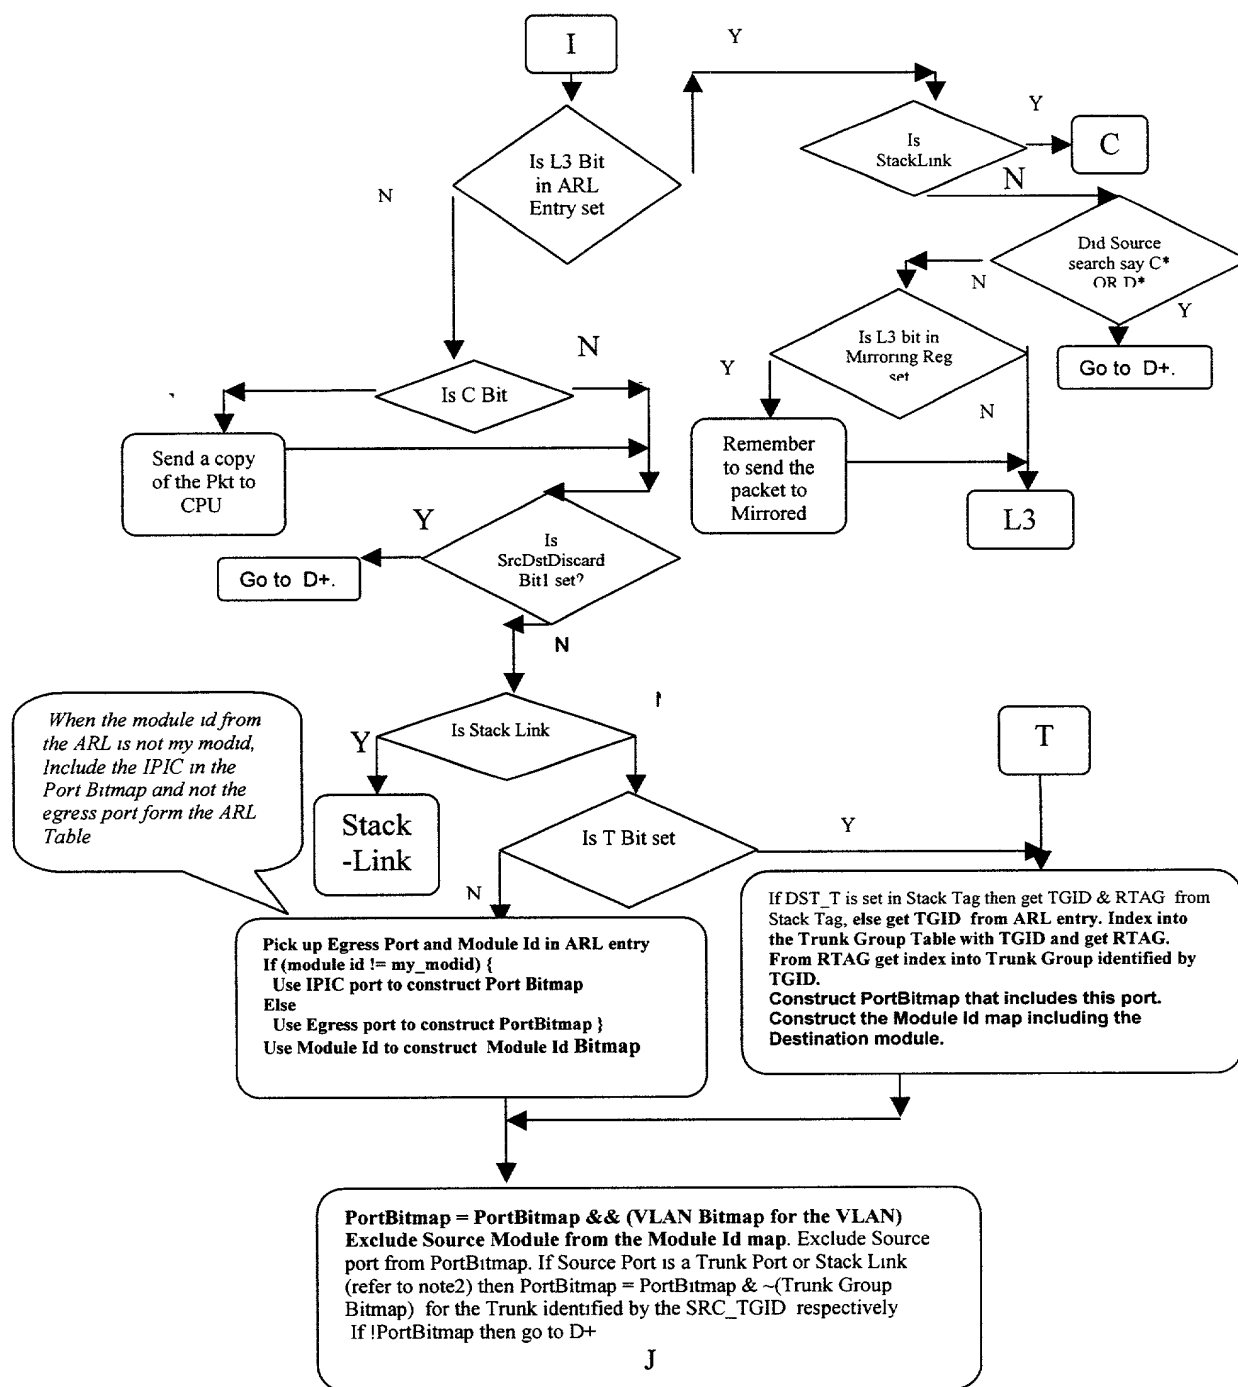 I
Y
Is L3 Bit
in ARL
Entry set
N
Is
StackLink
Y
C
N
Did Source
search say C*
OR D*
N
Y
Go to D+.
Is L3 bit in
Mirroring Reg
set
Y
N
Remember
to send the
packet to
Mirrored
L3
N
Is C Bit
Send a copy
of the Pkt to
CPU
Y
Is
SrcDstDiscard
Bit1 set?
Go to D+.
N
Is Stack Link
Y
Stack
-Link
When the module id from
the ARL is not my modid,
Include the IPIC in the
Port Bitmap and not the
egress port form the ARL
Table
T
Is T Bit set
Y
N
Pick up Egress Port and Module Id in ARL entry
If (module id != my_modid) {
Use IPIC port to construct Port Bitmap
Else
Use Egress port to construct PortBitmap }
Use Module Id to construct Module Id Bitmap
If DST_T is set in Stack Tag then get TGID & RTAG from
Stack Tag, else get TGID from ARL entry. Index into
the Trunk Group Table with TGID and get RTAG.
From RTAG get index into Trunk Group identified by
TGID.
Construct PortBitmap that includes this port.
Construct the Module Id map including the
Destination module.
PortBitmap = PortBitmap && (VLAN Bitmap for the VLAN)
Exclude Source Module from the Module Id map. Exclude Source
port from PortBitmap. If Source Port is a Trunk Port or Stack Link
(refer to note2) then PortBitmap = PortBitmap & ~(Trunk Group
Bitmap) for the Trunk identified by the SRC_TGID respectively
If !PortBitmap then go to D+
J